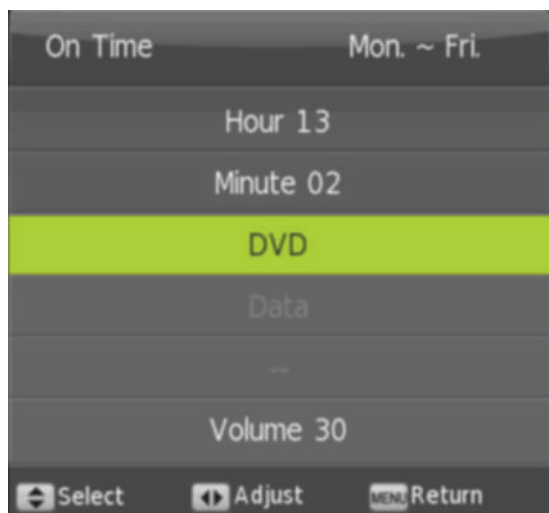 On Time Mon. ~ Fri.
Hour 13
Minute 02
DVD
Data
--
Volume 30
Select Adjust MENU Return